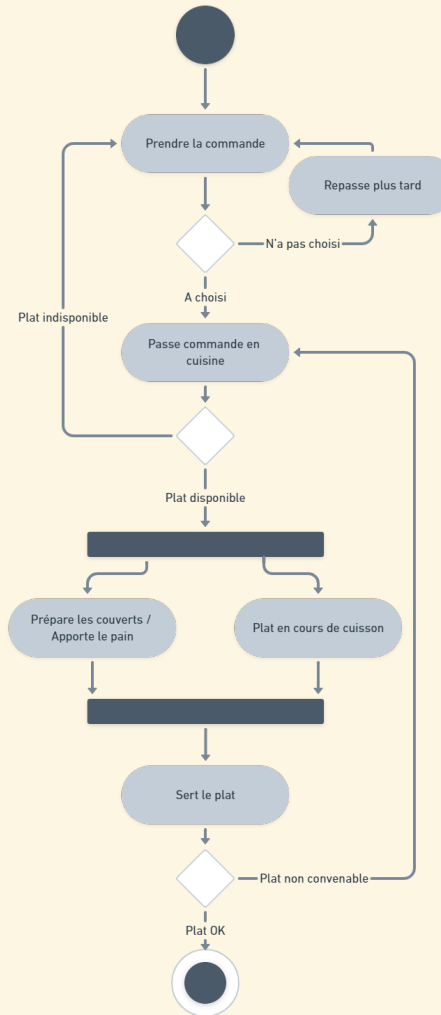 Prendre la commande
Repasse plus tard
N'a pas choisi
A choisi
Plat indisponible
Passe commande en
cuisine
Plat disponible
Prépare les couverts /
Apporte le pain
Plat en cours de cuisson
Sert le plat
Plat non convenable
Plat OK